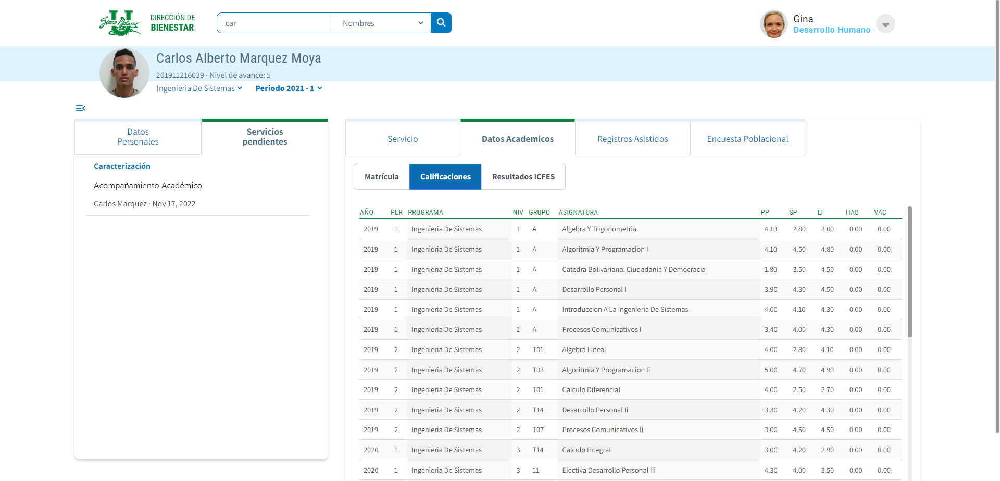 Simón Bolívar
DIRECCIÓN DE
BIENESTAR
car
Nombres
Gina
Desarrollo Humano
Carlos Alberto Marquez Moya
201911216039 · Nivel de avance: 5
Ingenieria De Sistemas
Periodo 2021 - 1
Datos
Personales
Servicios
pendientes
Caracterización
Acompañamiento Académico
Carlos Marquez · Nov 17, 2022
Servicio
Datos Academicos
Registros Asistidos
Encuesta Poblacional
Matrícula
Calificaciones
Resultados ICFES
AÑO PER PROGRAMA NIV GRUPO ASIGNATURA PP SP EF HAB VAC
2019 1 Ingenieria De Sistemas 1 A Algebra Y Trigonometria 4.10 2.80 3.00 0.00 0.00
2019 1 Ingenieria De Sistemas 1 A Algoritmia Y Programacion I 4.10 4.50 4.80 0.00 0.00
2019 1 Ingenieria De Sistemas 1 A Catedra Bolivariana: Ciudadania Y Democracia 1.80 3.50 4.50 0.00 0.00
2019 1 Ingenieria De Sistemas 1 A Desarrollo Personal I 3.90 4.30 4.50 0.00 0.00
2019 1 Ingenieria De Sistemas 1 A Introduccion A La Ingenieria De Sistemas 4.00 4.10 4.30 0.00 0.00
2019 1 Ingenieria De Sistemas 1 A Procesos Comunicativos I 3.40 4.00 4.30 0.00 0.00
2019 2 Ingenieria De Sistemas 2 T01 Algebra Lineal 4.00 2.80 4.10 0.00 0.00
2019 2 Ingenieria De Sistemas 2 T03 Algoritmia Y Programacion Ii 5.00 4.70 4.90 0.00 0.00
2019 2 Ingenieria De Sistemas 2 T01 Calculo Diferencial 4.00 2.50 2.70 0.00 0.00
2019 2 Ingenieria De Sistemas 2 T14 Desarrollo Personal Ii 3.30 4.20 4.30 0.00 0.00
2019 2 Ingenieria De Sistemas 2 T07 Procesos Comunicativos Ii 3.00 4.50 4.50 0.00 0.00
2020 1 Ingenieria De Sistemas 3 T14 Calculo Integral 3.00 4.20 2.90 0.00 0.00
2020 1 Ingenieria De Sistemas 3 11 Electiva Desarrollo Personal Iii 4.30 4.00 3.50 0.00 0.00